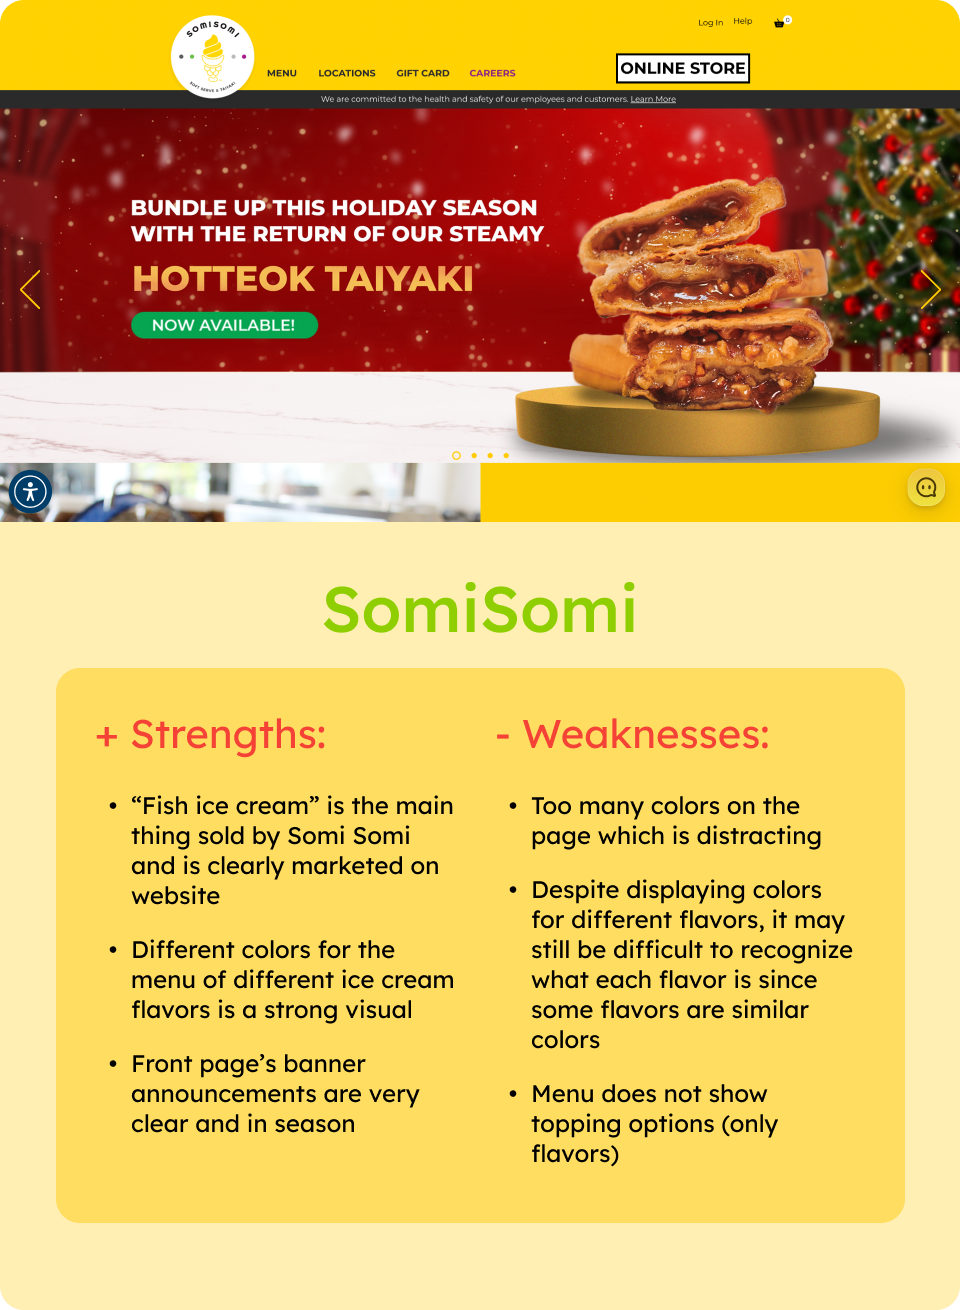 SOMISOMI
SOFT SERVE & TAIYAKI
Log In
Help
0
MENU
LOCATIONS
GIFT CARD
CAREERS
ONLINE STORE
We are committed to the health and safety of our employees and customers. Learn More
BUNDLE UP THIS HOLIDAY SEASON
WITH THE RETURN OF OUR STEAMY
HOTTEOK TAIYAKI
NOW AVAILABLE!
SomiSomi
+ Strengths:
• “Fish ice cream” is the main
thing sold by Somi Somi
and is clearly marketed on
website
• Different colors for the
menu of different ice cream
flavors is a strong visual
• Front page’s banner
announcements are very
clear and in season
- Weaknesses:
• Too many colors on the
page which is distracting
• Despite displaying colors
for different flavors, it may
still be difficult to recognize
what each flavor is since
some flavors are similar
colors
• Menu does not show
topping options (only
flavors)